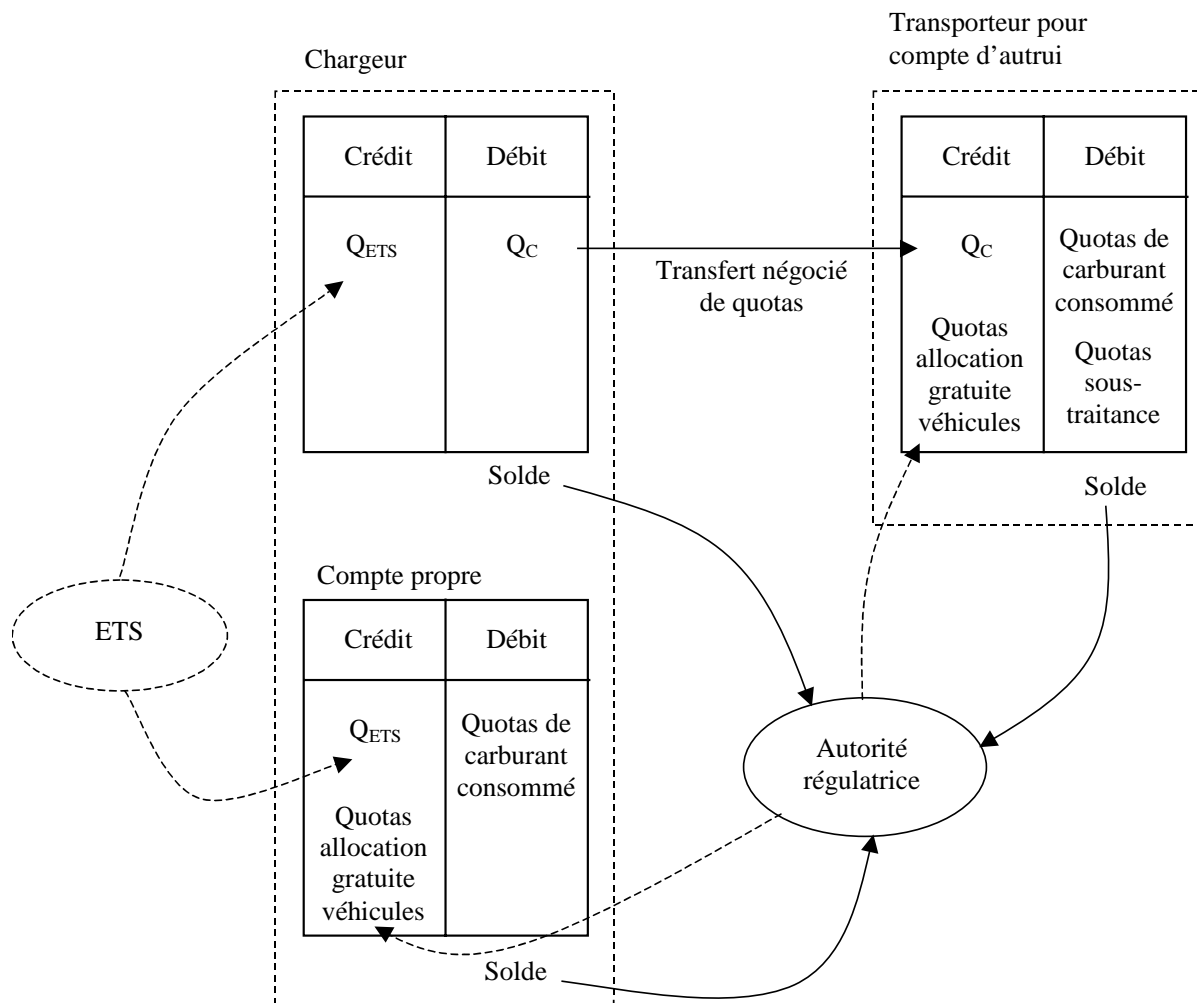 Transporteur pour
compte d’autrui
Chargeur
Crédit
Débit
Q_ETS
Q_C
Solde
Transfert négocié
de quotas
Crédit
Débit
Q_C
Quotas
allocation
gratuite
véhicules
Quotas de
carburant
consommé
Quotas
sous-
traitance
Solde
ETS
Compte propre
Crédit
Débit
Q_ETS
Quotas
allocation
gratuite
véhicules
Quotas de
carburant
consommé
Solde
Autorité
régulatrice